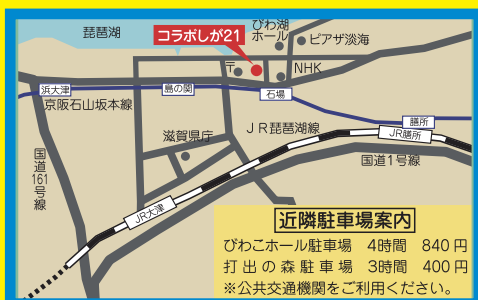 琵琶湖
コラボしが21
びわ湖
ホール
ピアザ淡海
〒
NHK
浜大津
島の関
石場
京阪石山坂本線
膳所
滋賀県庁
JR琵琶湖線
JR膳所
国道1号線
国道161号線
JR大津
近隣駐車場案内
びわこホール駐車場 4時間 840円
打出の森駐車場 3時間 400円
※公共交通機関をご利用ください。